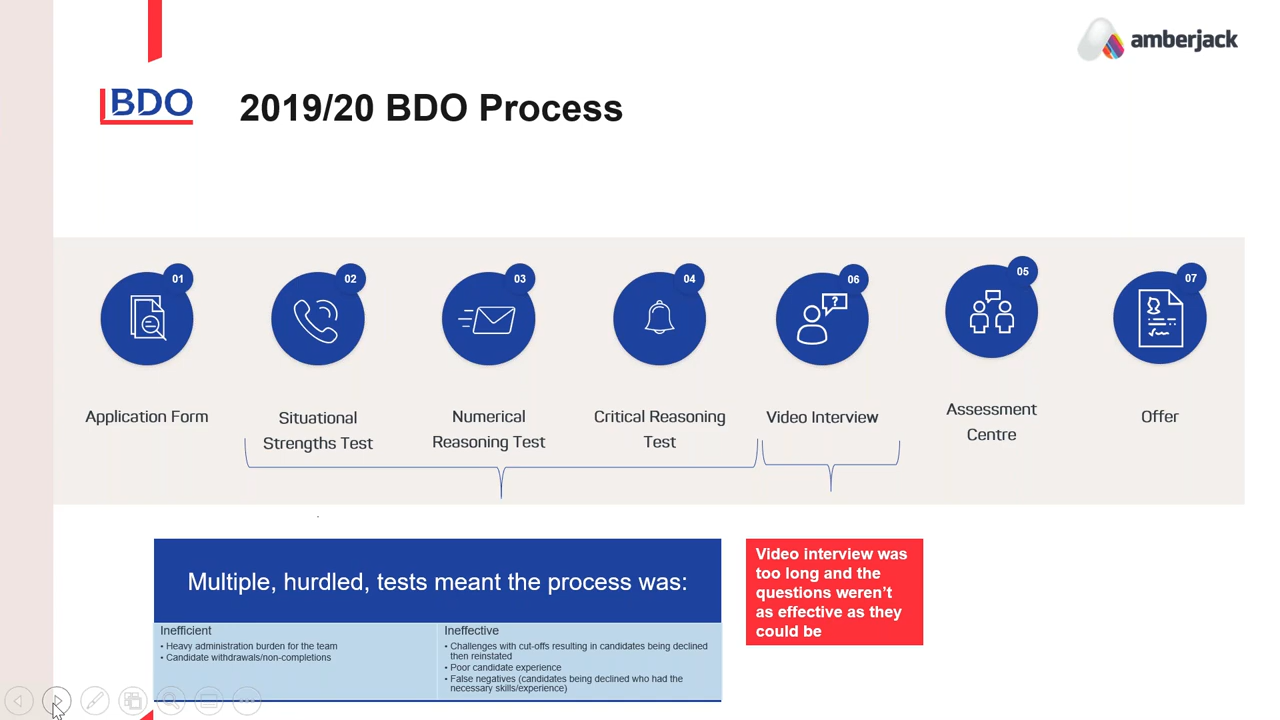 amberjack
BDO
2019/20 BDO Process
01
02
03
04
06
05
07
?
Application Form
Situational
Strengths Test
Numerical
Reasoning Test
Critical Reasoning
Test
Video Interview
Assessment
Centre
Offer
Multiple, hurdled, tests meant the process was:
Inefficient
• Heavy administration burden for the team
• Candidate withdrawals/non-completions
Ineffective
• Challenges with cut-offs resulting in candidates being declined
then reinstated
• Poor candidate experience
• False negatives (candidates being declined who had the
necessary skills/experience)
Video interview was
too long and the
questions weren’t
as effective as they
could be